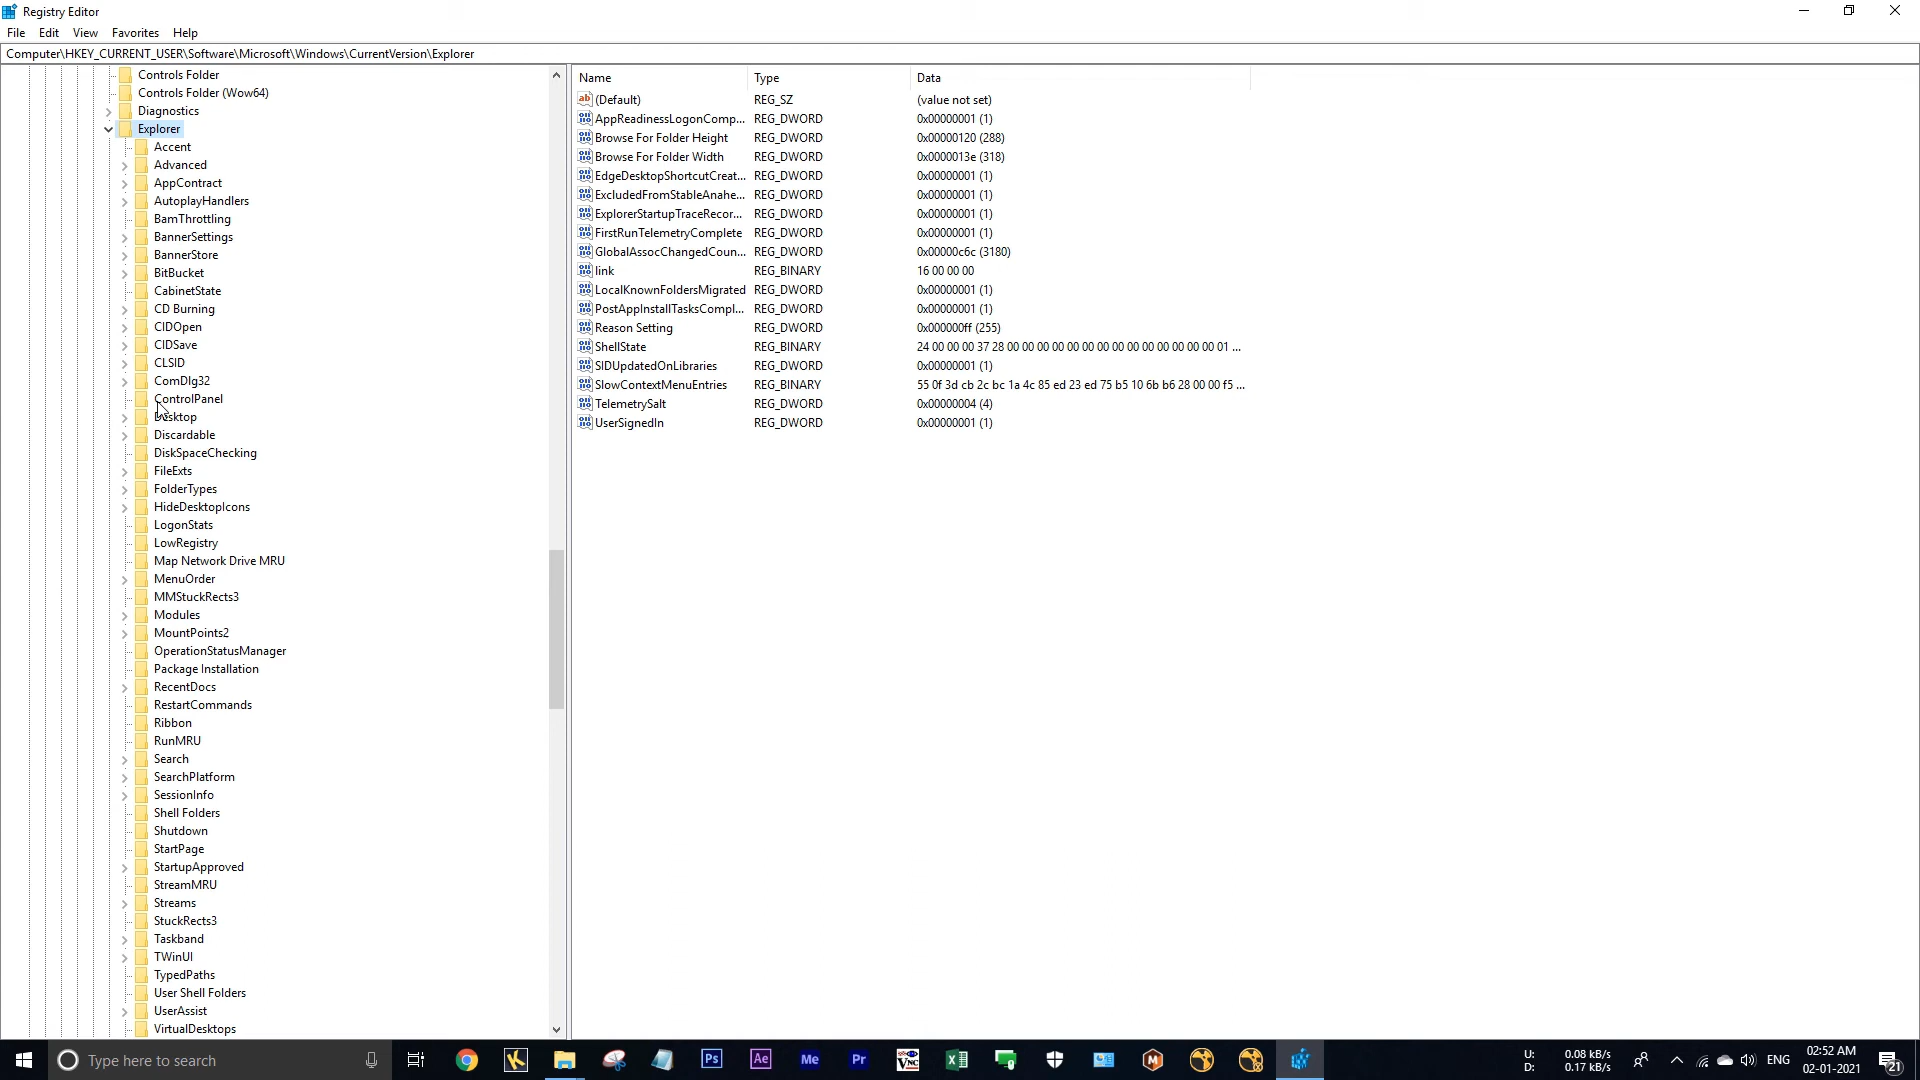 Registry Editor
File Edit View Favorites Help
Computer\HKEY_CURRENT_USER\Software\Microsoft\Windows\CurrentVersion\Explorer
Controls Folder
Controls Folder (Wow64)
Diagnostics
Explorer
Accent
Advanced
AppContract
AutoplayHandlers
BamThrottling
BannerSettings
BannerStore
BitBucket
CabinetState
CD Burning
CIDOpen
CIDSave
CLSID
ComDlg32
ControlPanel
Desktop
Discardable
DiskSpaceChecking
FileExts
FolderTypes
HideDesktopIcons
LogonStats
LowRegistry
Map Network Drive MRU
MenuOrder
MMStuckRects3
Modules
MountPoints2
OperationStatusManager
Package Installation
RecentDocs
RestartCommands
Ribbon
RunMRU
Search
SearchPlatform
SessionInfo
Shell Folders
Shutdown
StartPage
StartupApproved
StreamMRU
Streams
StuckRects3
Taskband
TWinUI
TypedPaths
User Shell Folders
UserAssist
VirtualDesktops
Name Type Data
(Default) REG_SZ (value not set)
AppReadinessLogonComp... REG_DWORD 0x00000001 (1)
Browse For Folder Height REG_DWORD 0x00000120 (288)
Browse For Folder Width REG_DWORD 0x0000013e (318)
EdgeDesktopShortcutCreat... REG_DWORD 0x00000001 (1)
ExcludedFromStableAnahe... REG_DWORD 0x00000001 (1)
ExplorerStartupTraceRecor... REG_DWORD 0x00000001 (1)
FirstRunTelemetryComplete REG_DWORD 0x00000001 (1)
GlobalAssocChangedCoun... REG_DWORD 0x00000c6c (3180)
link REG_BINARY 16 00 00 00
LocalKnownFoldersMigrated REG_DWORD 0x00000001 (1)
PostAppInstallTasksCompl... REG_DWORD 0x00000001 (1)
Reason Setting REG_DWORD 0x000000ff (255)
ShellState REG_BINARY 24 00 00 00 37 28 00 00 00 00 00 00 00 00 00 00 00 00 00 00 01 ...
SIDUpdatedOnLibraries REG_DWORD 0x00000001 (1)
SlowContextMenuEntries REG_BINARY 55 0f 3d cb 2c bc 1a 4c 85 ed 23 ed 75 b5 10 6b b6 28 00 00 f5 ...
TelemetrySalt REG_DWORD 0x00000004 (4)
UserSignedIn REG_DWORD 0x00000001 (1)
Type here to search
K
Ps
Ae
Me
Pr
VNC
U: 0.08 kB/s
D: 0.17 kB/s
ENG
02:52 AM
02-01-2021
21